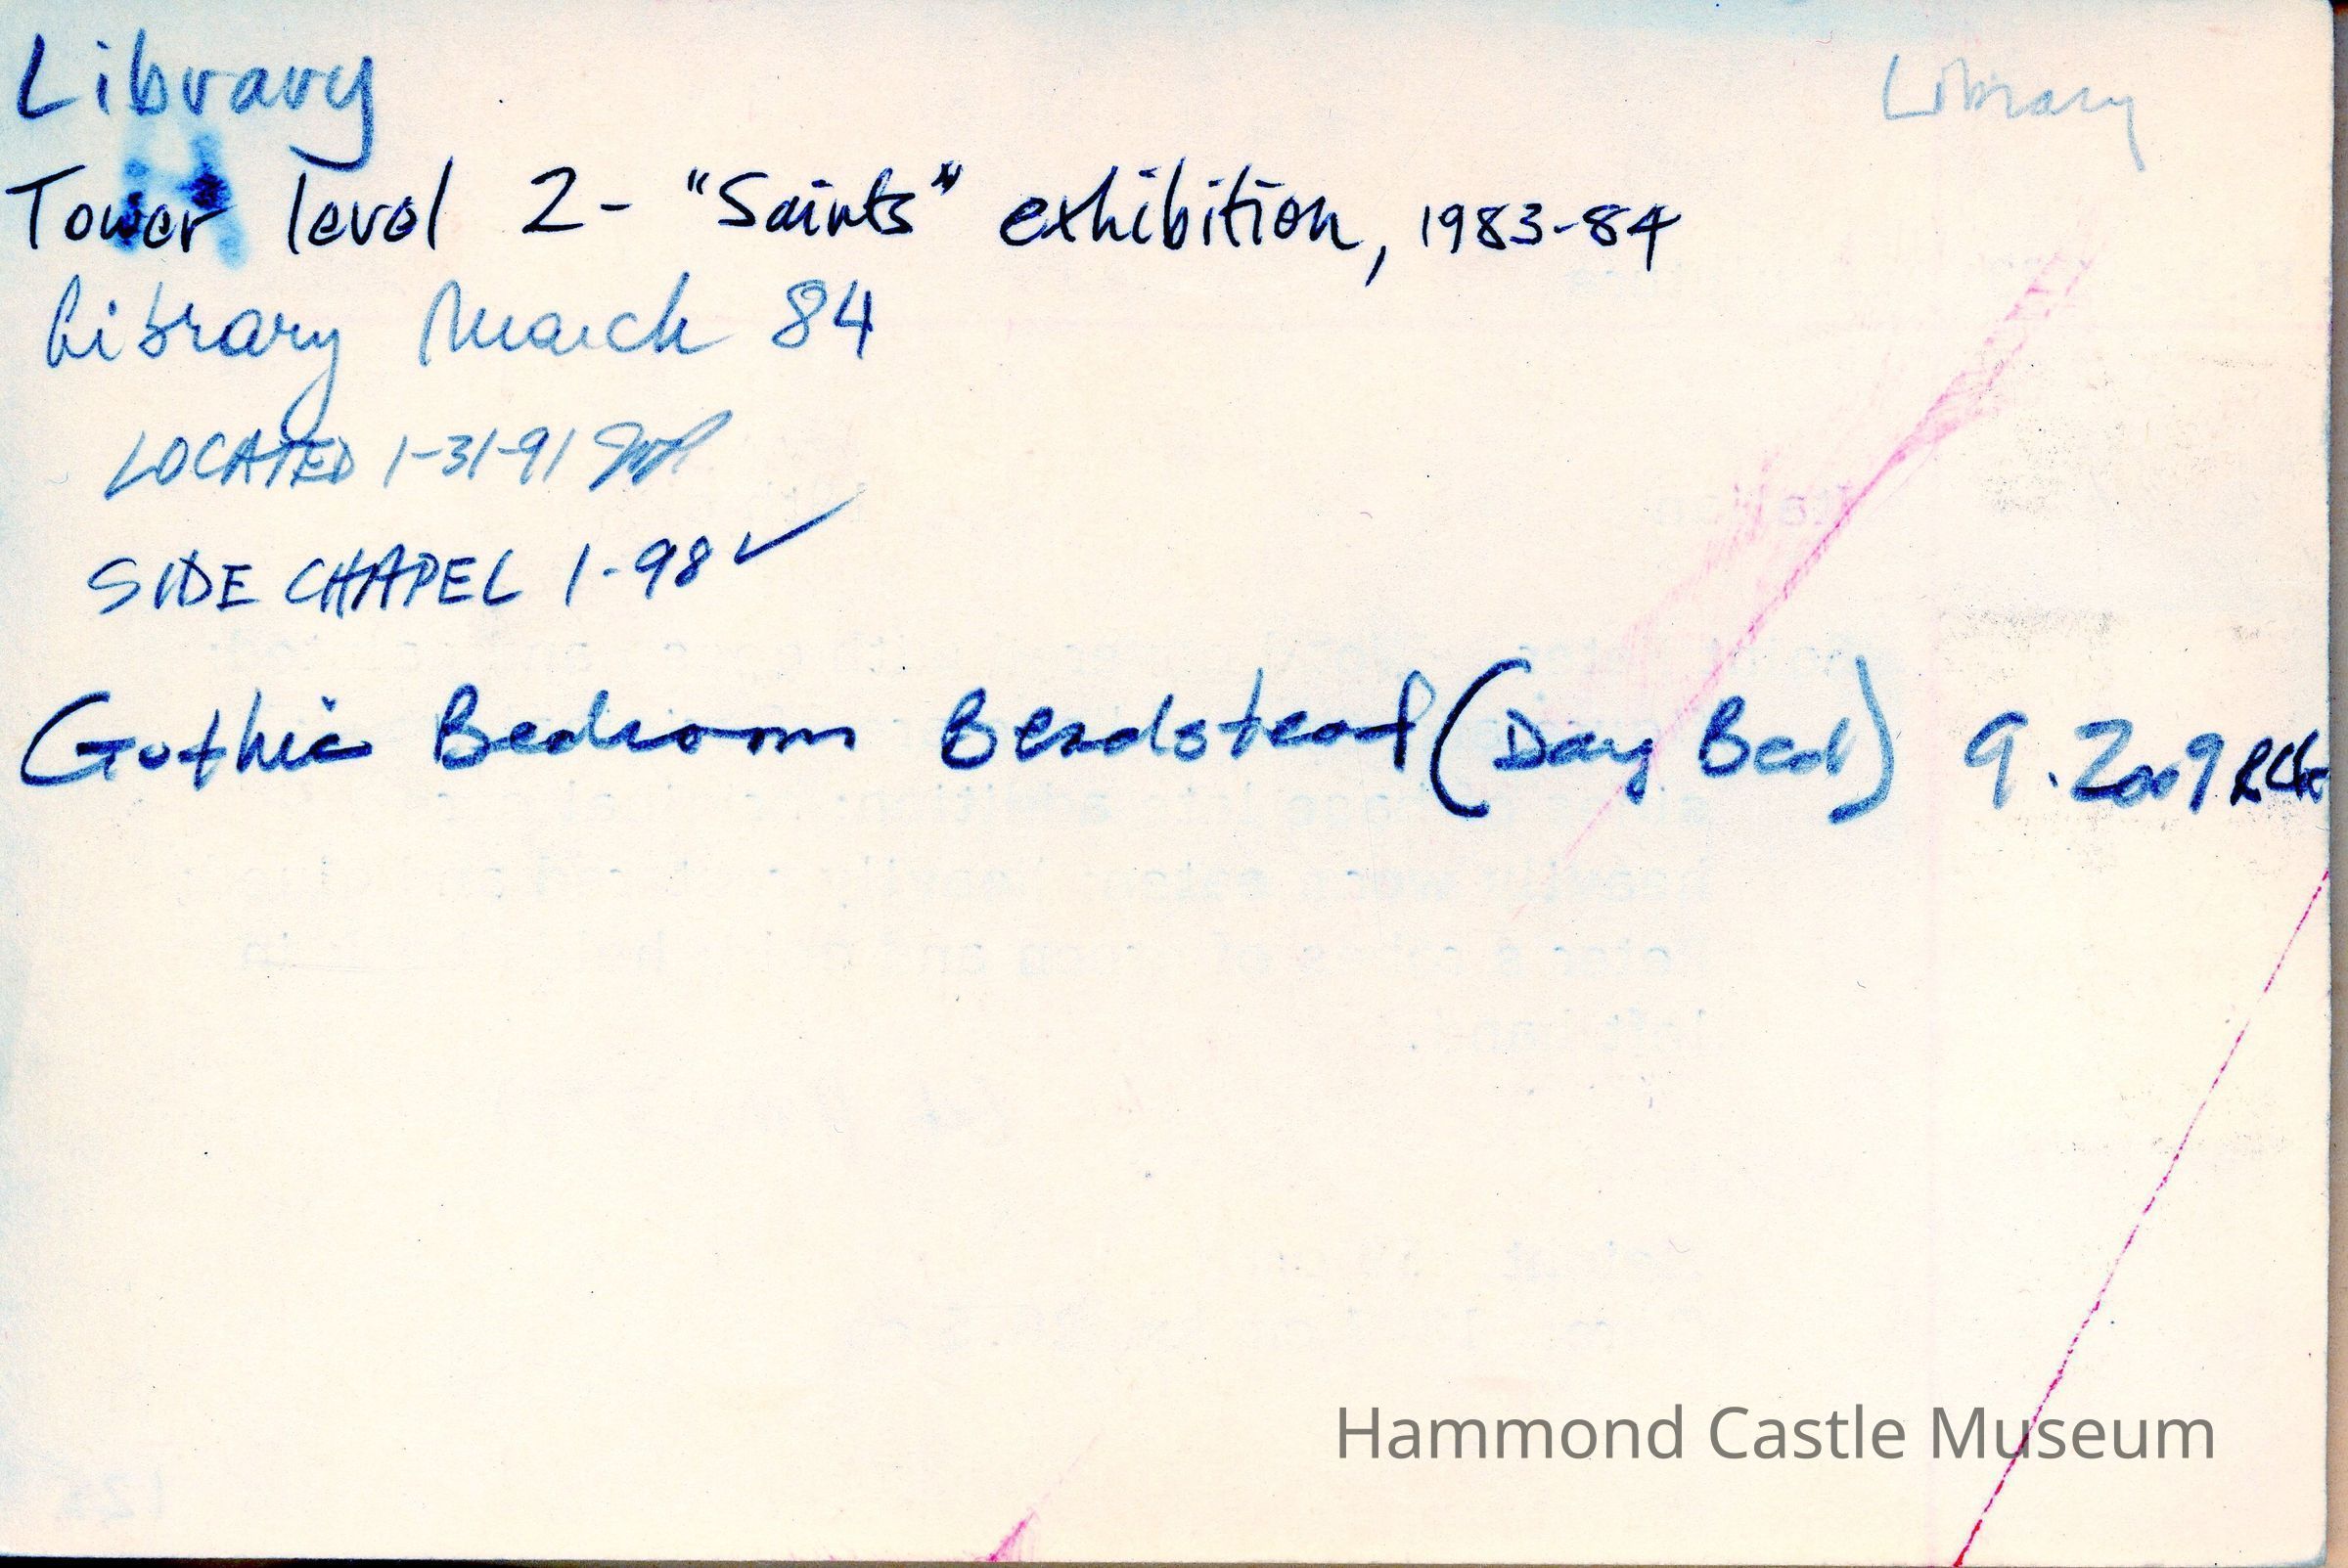 Library
Library
Tower level 2 - "Saints" exhibition, 1983-84
Library March 84
LOCATED 1-31-91
SIDE CHAPEL 1-98 ✓
Gothic Bedroom Beadstead (Day Bed) 9.2009
Hammond Castle Museum